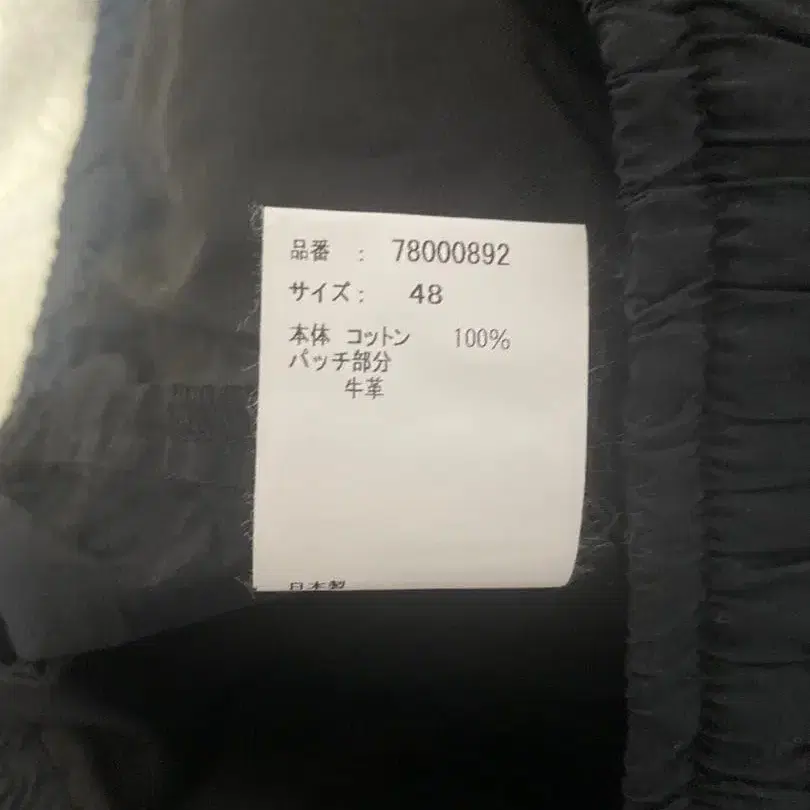 品番 : 78000892
サイズ: 48
本体 コットン 100%
パッチ部分
牛革
日本製